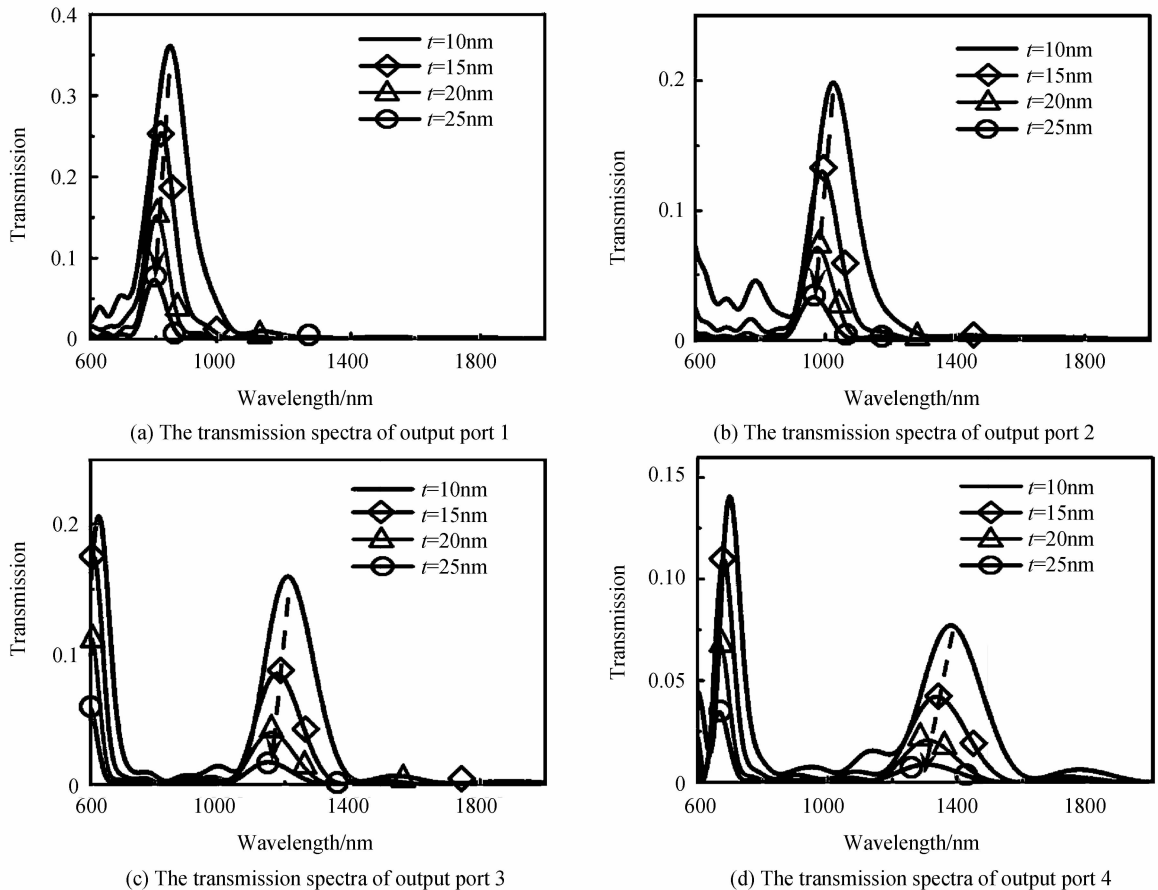 0.4
0.3
0.2
0.1
0
Transmission
t=10nm
t=15nm
t=20nm
t=25nm
600
1000
1400
1800
Wavelength/nm
(a) The transmission spectra of output port 1
0.2
0.1
0
Transmission
t=10nm
t=15nm
t=20nm
t=25nm
600
1000
1400
1800
Wavelength/nm
(b) The transmission spectra of output port 2
0.2
0.1
0
Transmission
t=10nm
t=15nm
t=20nm
t=25nm
600
1000
1400
1800
Wavelength/nm
(c) The transmission spectra of output port 3
0.15
0.10
0.05
0
Transmission
t=10nm
t=15nm
t=20nm
t=25nm
600
1000
1400
1800
Wavelength/nm
(d) The transmission spectra of output port 4